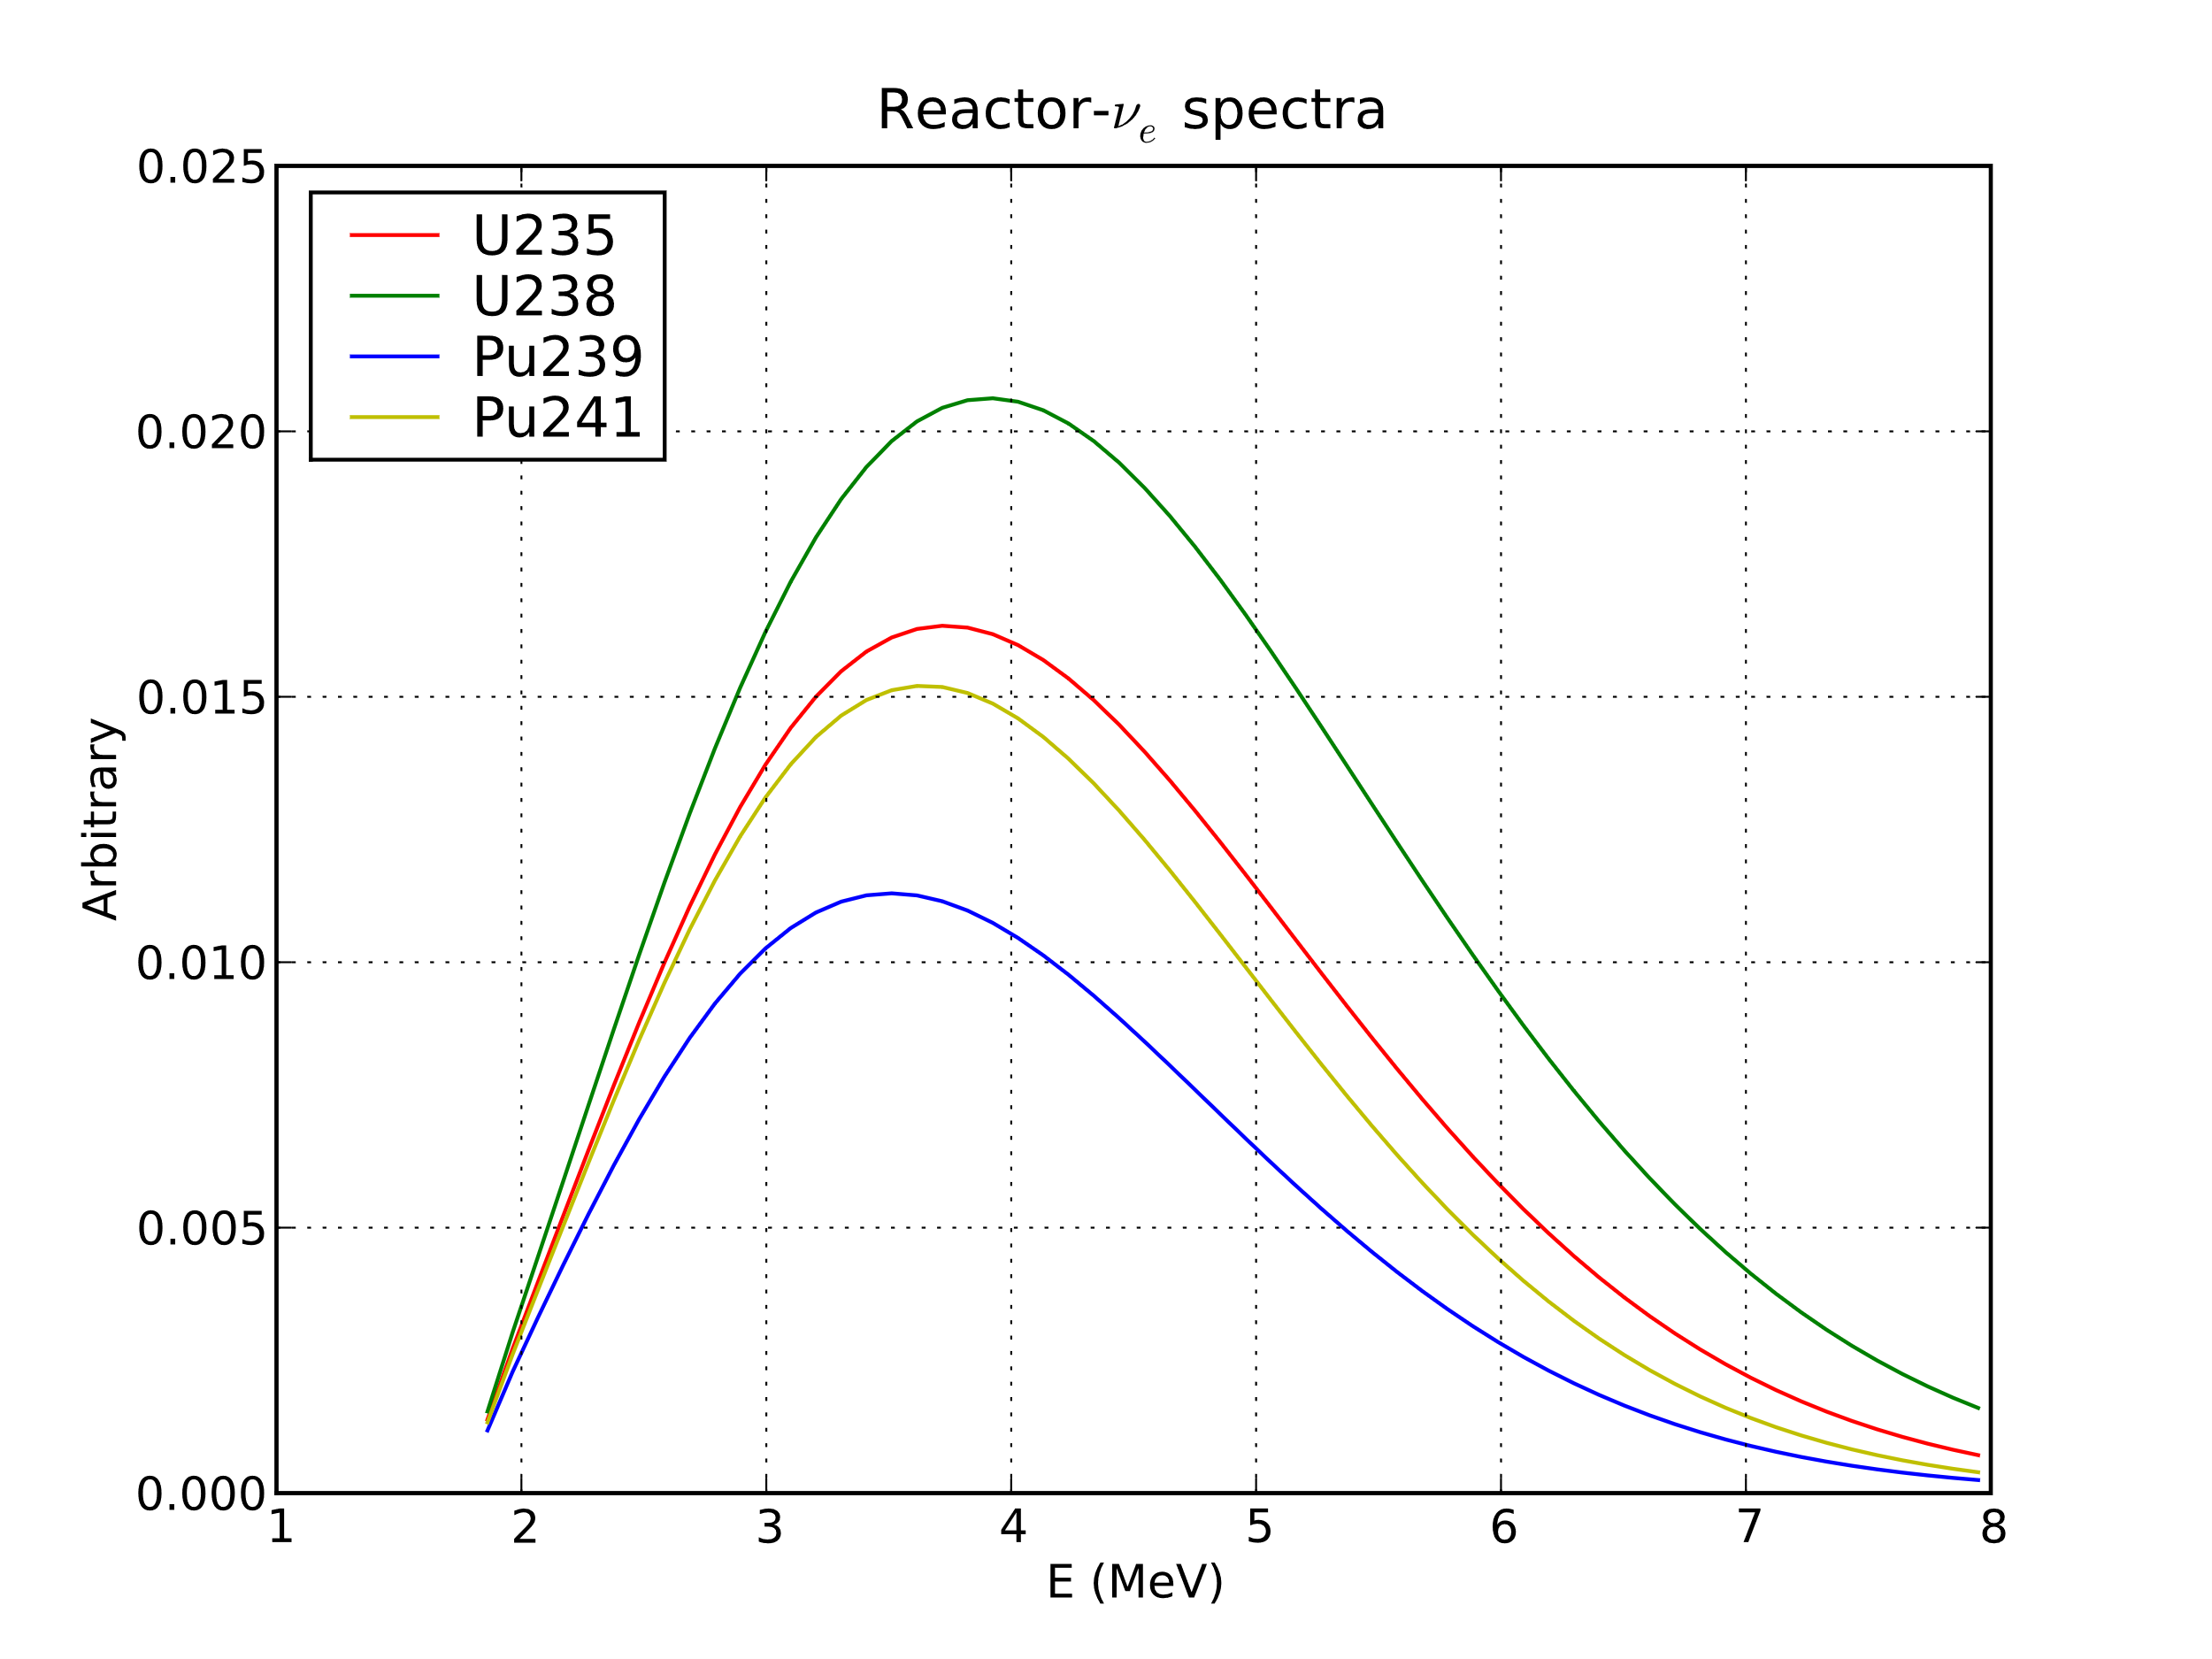 Reactor-νe spectra
0.025
U235
U238
Pu239
Pu241
0.020
0.015
Arbitrary
0.010
0.005
0.000
1 2 3 4 5 6 7 8
E (MeV)